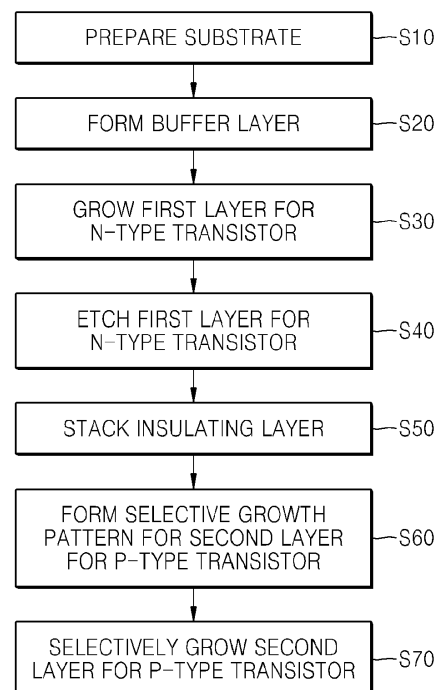 PREPARE SUBSTRATE
S10
FORM BUFFER LAYER
S20
GROW FIRST LAYER FOR
N-TYPE TRANSISTOR
S30
ETCH FIRST LAYER FOR
N-TYPE TRANSISTOR
S40
STACK INSULATING LAYER
S50
FORM SELECTIVE GROWTH
PATTERN FOR SECOND LAYER
FOR P-TYPE TRANSISTOR
S60
SELECTIVELY GROW SECOND
LAYER FOR P-TYPE TRANSISTOR
S70